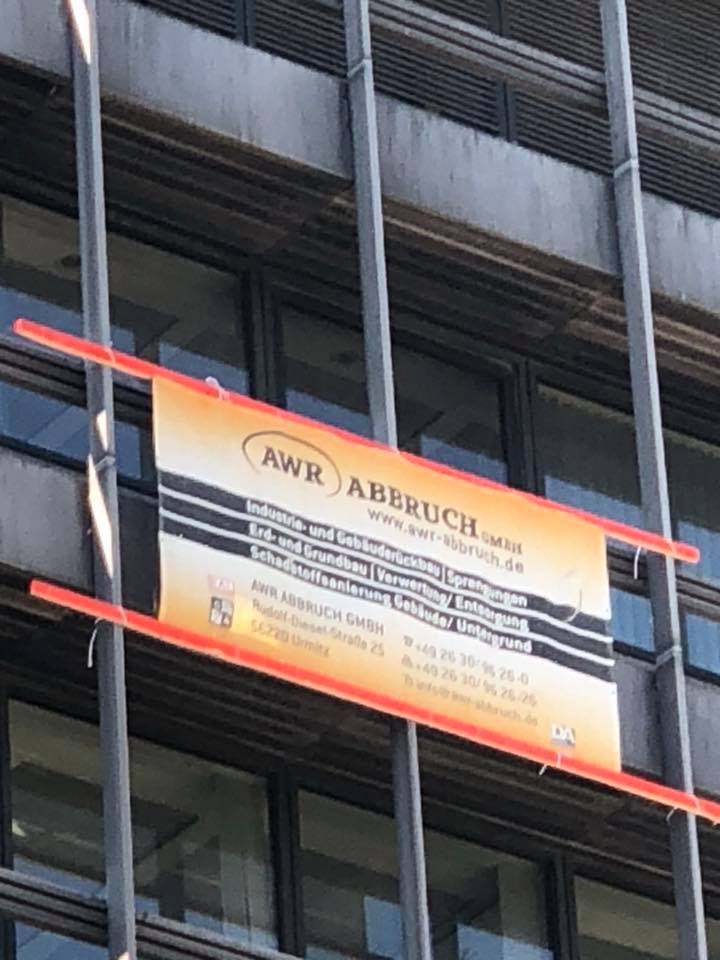 AWR ABBRUCH GMBH
www.awr-abbruch.de
Industrie- und Gebäuderückbau | Sprengungen
Erd- und Grundbau | Verwertung/ Entsorgung
Schadstoffsanierung Gebäude/ Untergrund
AWR ABBRUCH GMBH
Rudolf-Diesel-Straße 25
56220 Urmitz
+49 26 30/ 96 26-0
+49 26 30/ 96 26-26
info@awr-abbruch.de
DA